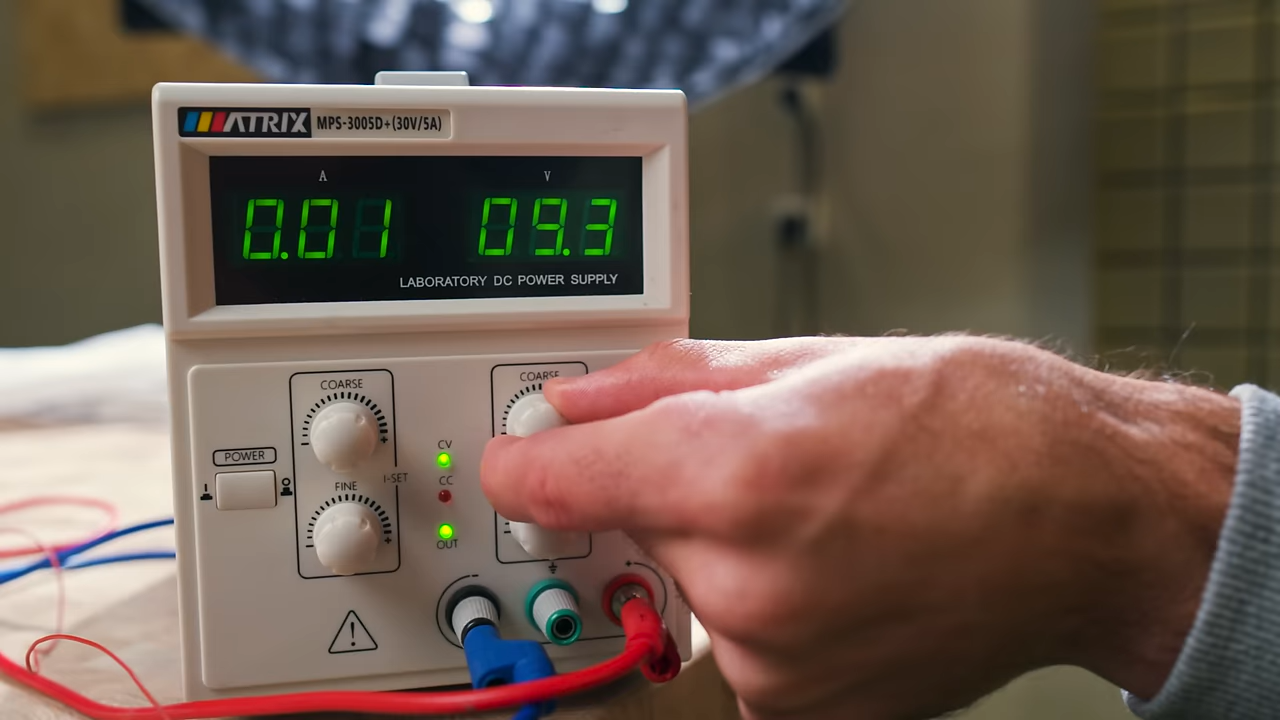 MATRIX MPS-3005D+(30V/5A)
A V
0.01 09.3
LABORATORY DC POWER SUPPLY
COARSE
COARSE
POWER
CV
CC
I-SET
FINE
OUT